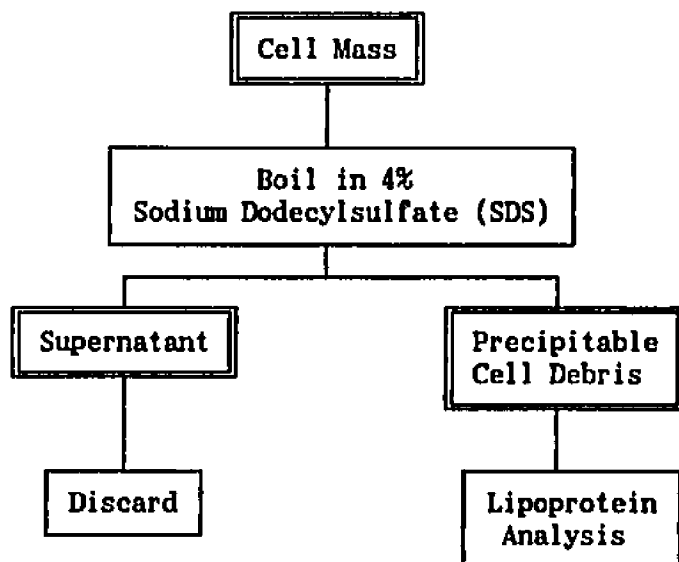 Cell Mass
Boil in 4%
Sodium Dodecylsulfate (SDS)
Supernatant
Precipitable
Cell Debris
Discard
Lipoprotein
Analysis